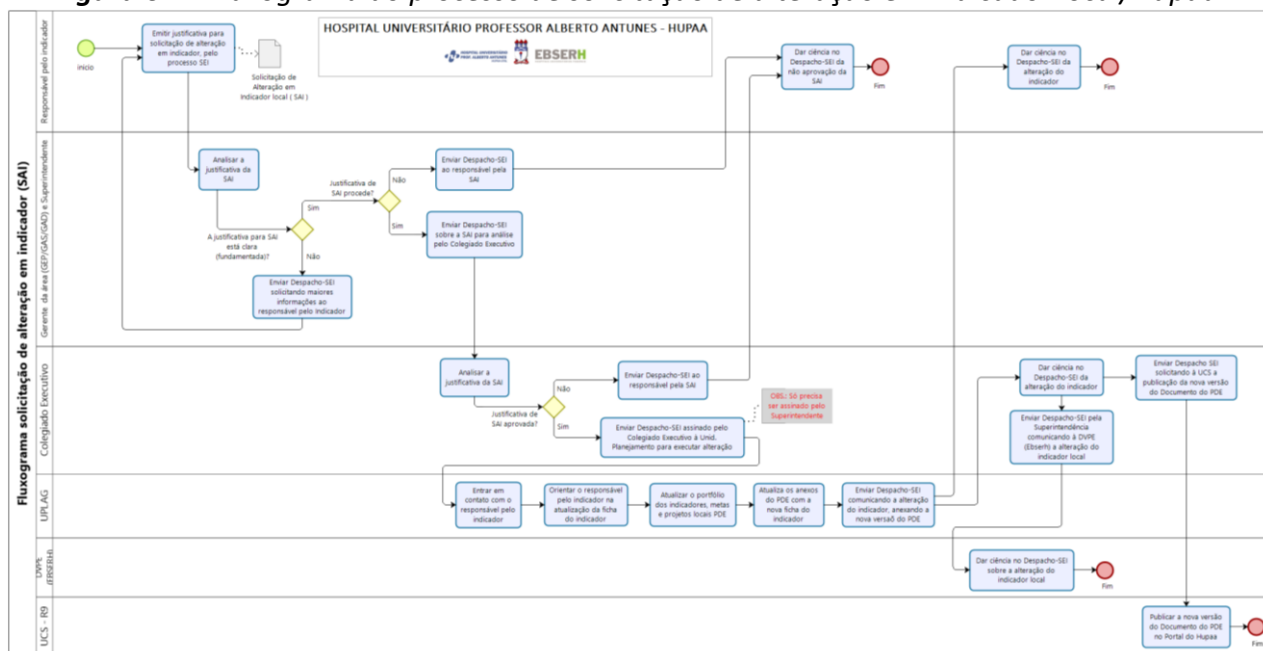 HOSPITAL UNIVERSITÁRIO PROFESSOR ALBERTO ANTUNES - HUPAA
HOSPITAL UNIVERSITÁRIO
PROF. ALBERTO ANTUNES
EBSERH
Fluxograma solicitação de alteração em indicador (SAI)
Responsável pelo indicador
Início
Emitir justificativa para
solicitação de alteração
em indicador, pelo
processo SEI
Solicitação de
Alteração em
Indicador local ( SAI )
Dar ciência no
Despacho-SEI da
não aprovação da
SAI
Fim
Dar ciência no
Despacho-SEI da
alteração do
indicador
Fim
Gerente da área (GEP/GAS/GAD) e Superintendente
Analisar a
justificativa da
SAI
A justificativa para SAI
está clara
(fundamentada)?
Sim
Não
Enviar Despacho-SEI
solicitando maiores
informações ao
responsável pelo indicador
Justificativa de
SAI procede?
Não
Sim
Enviar Despacho-SEI
ao responsável pela
SAI
Enviar Despacho-SEI
sobre a SAI para análise
pelo Colegiado Executivo
Colegiado Executivo
Analisar a
justificativa da SAI
Justificativa de
SAI aprovada?
Não
Sim
Enviar Despacho-SEI ao
responsável pela SAI
Enviar Despacho-SEI assinado pelo
Colegiado Executivo à Unid.
Planejamento para executar alteração
OBS.: Só precisa
ser assinado pelo
Superintendente
Dar ciência no
Despacho-SEI da
alteração do indicador
Enviar Despacho SEI
solicitando à UCS a
publicação da nova versão
do Documento do PDE
Enviar Despacho-SEI pela
Superintendência
comunicando à DVPE
(Ebserh) a alteração do
indicador local
UPLAG
Entrar em
contato com o
responsável pelo
indicador
Orientar o responsável
pelo indicador na
atualização da ficha
do indicador
Atualizar o portfólio
dos indicadores, metas
e projetos locais PDE
Atualiza os anexos
do PDE com a
nova ficha do
indicador
Enviar Despacho-SEI
comunicando a alteração
do indicador, anexando a
nova versaõ do PDE
DVPE
(EBSERH)
Dar ciência no Despacho-SEI
sobre a alteração do
indicador local
Fim
UCS - R9
Publicar a nova versão
do Documento do PDE
no Portal do Hupaa
Fim